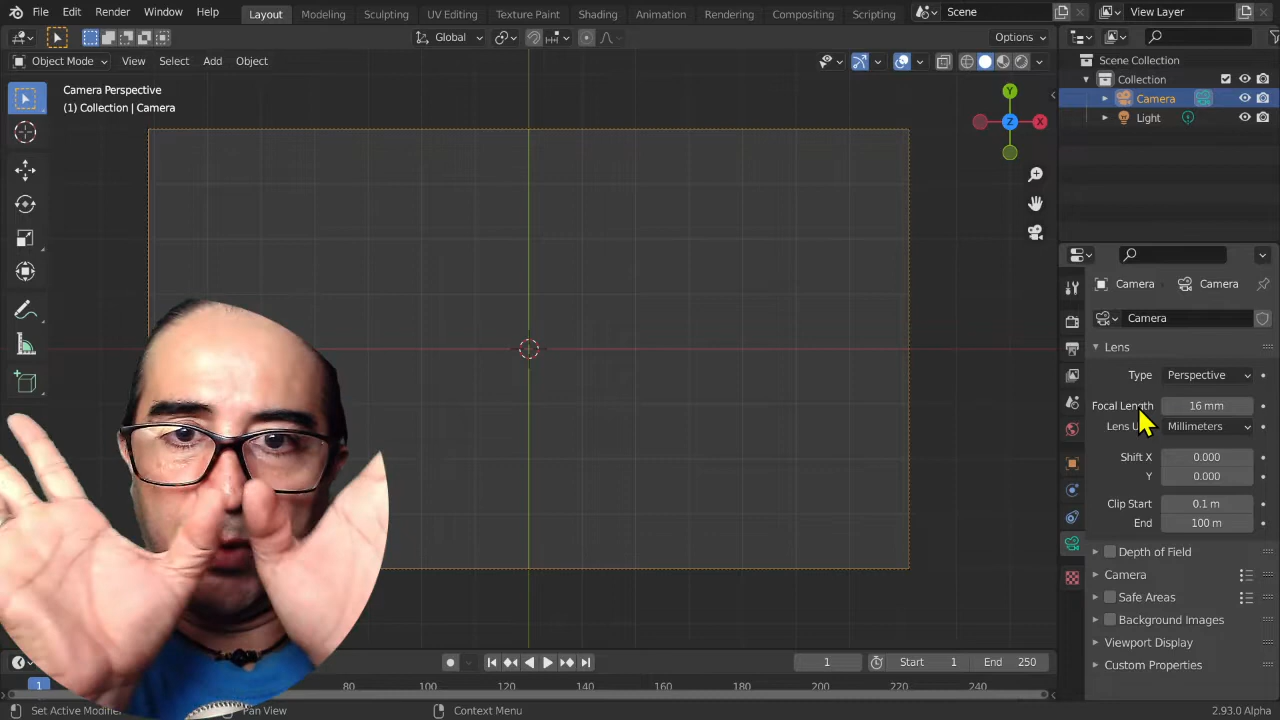 File Edit Render Window Help Layout Modeling Sculpting UV Editing Texture Paint Shading Animation Rendering Compositing Scripting Scene View Layer
Global Options
Object Mode View Select Add Object
Camera Perspective
(1) Collection | Camera
Y
Z X
Scene Collection
Collection
Camera
Light
Camera Camera
Camera
Lens
Type Perspective
Focal Length 16 mm
Lens Millimeters
Shift X 0.000
Y 0.000
Clip Start 0.1 m
End 100 m
Depth of Field
Camera
Safe Areas
Background Images
Viewport Display
Custom Properties
1 Start 1 End 250
1 80 100 120 140 160 180 200 220 240
Set Active Modifier Pan View Context Menu 2.93.0 Alpha